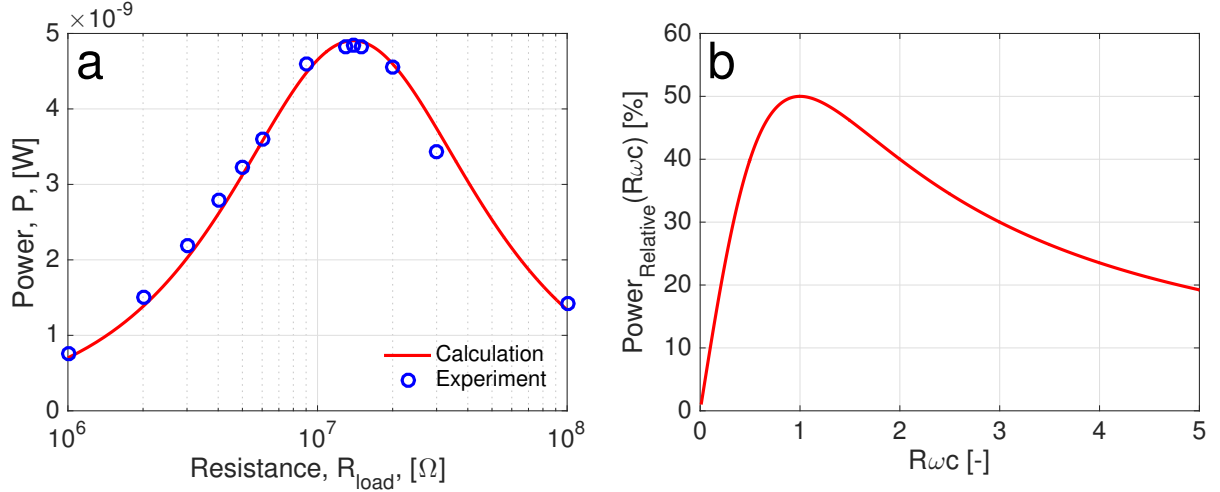 ×10⁻⁹
a
5
4
3
2
1
0
Power, P, [W]
10⁶
10⁷
10⁸
Resistance, R_load, [Ω]
Calculation
Experiment
b
60
50
40
30
20
10
0
Power_Relative(Rωc) [%]
0
1
2
3
4
5
Rωc [-]